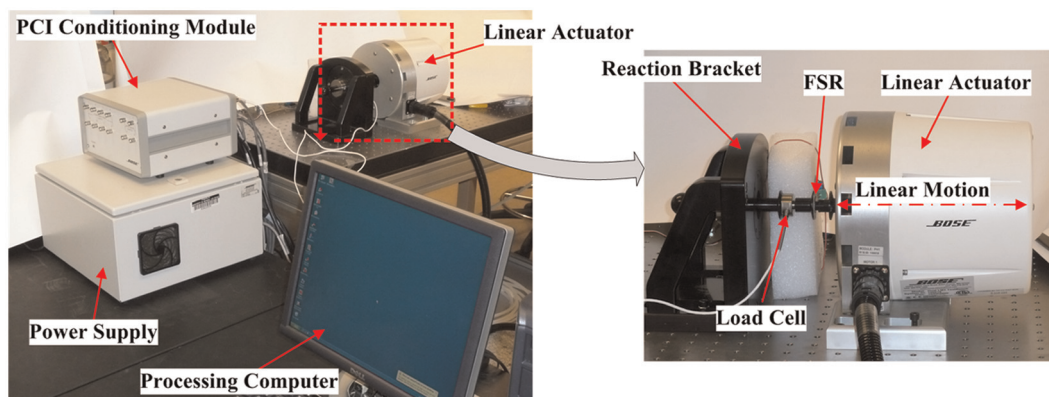 PCI Conditioning Module
Linear Actuator
Power Supply
Processing Computer
Reaction Bracket
FSR
Linear Actuator
Linear Motion
BOSE
Load Cell
BOSE